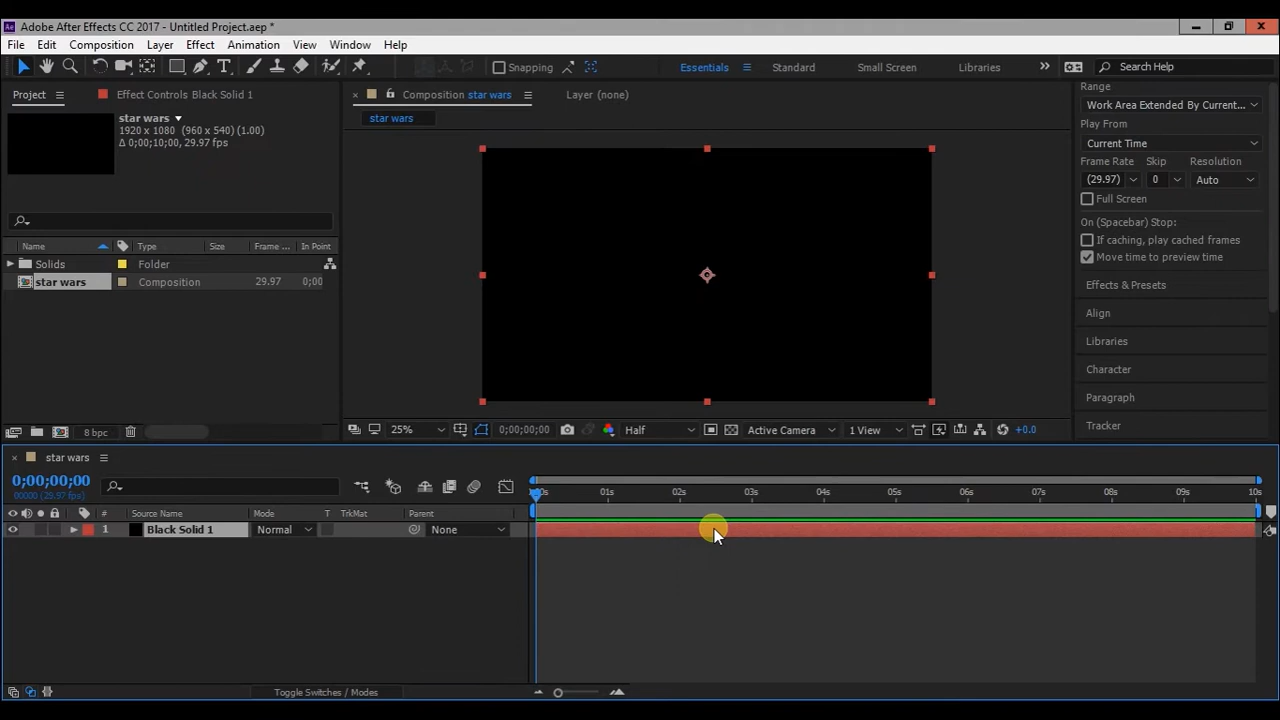 Ae Adobe After Effects CC 2017 - Untitled Project.aep *
File Edit Composition Layer Effect Animation View Window Help
T Snapping Essentials Standard Small Screen Libraries Search Help
Project Effect Controls Black Solid 1
Composition star wars Layer (none)
star wars
star wars
1920 x 1080 (960 x 540) (1.00)
Δ 0;00;10;00, 29.97 fps
Name Type Size Frame ... In Point
Solids Folder
star wars Composition 29.97 0;00
8 bpc
25% 0;00;00;00 Half Active Camera 1 View +0.0
Range
Work Area Extended By Current...
Play From
Current Time
Frame Rate Skip Resolution
(29.97) 0 Auto
Full Screen
On (Spacebar) Stop:
If caching, play cached frames
Move time to preview time
Effects & Presets
Align
Libraries
Character
Paragraph
Tracker
star wars
0;00;00;00
00000 (29.97 fps)
01s 02s 03s 04s 05s 06s 07s 08s 09s 10s
# Source Name Mode T TrkMat Parent
1 Black Solid 1 Normal None
Toggle Switches / Modes